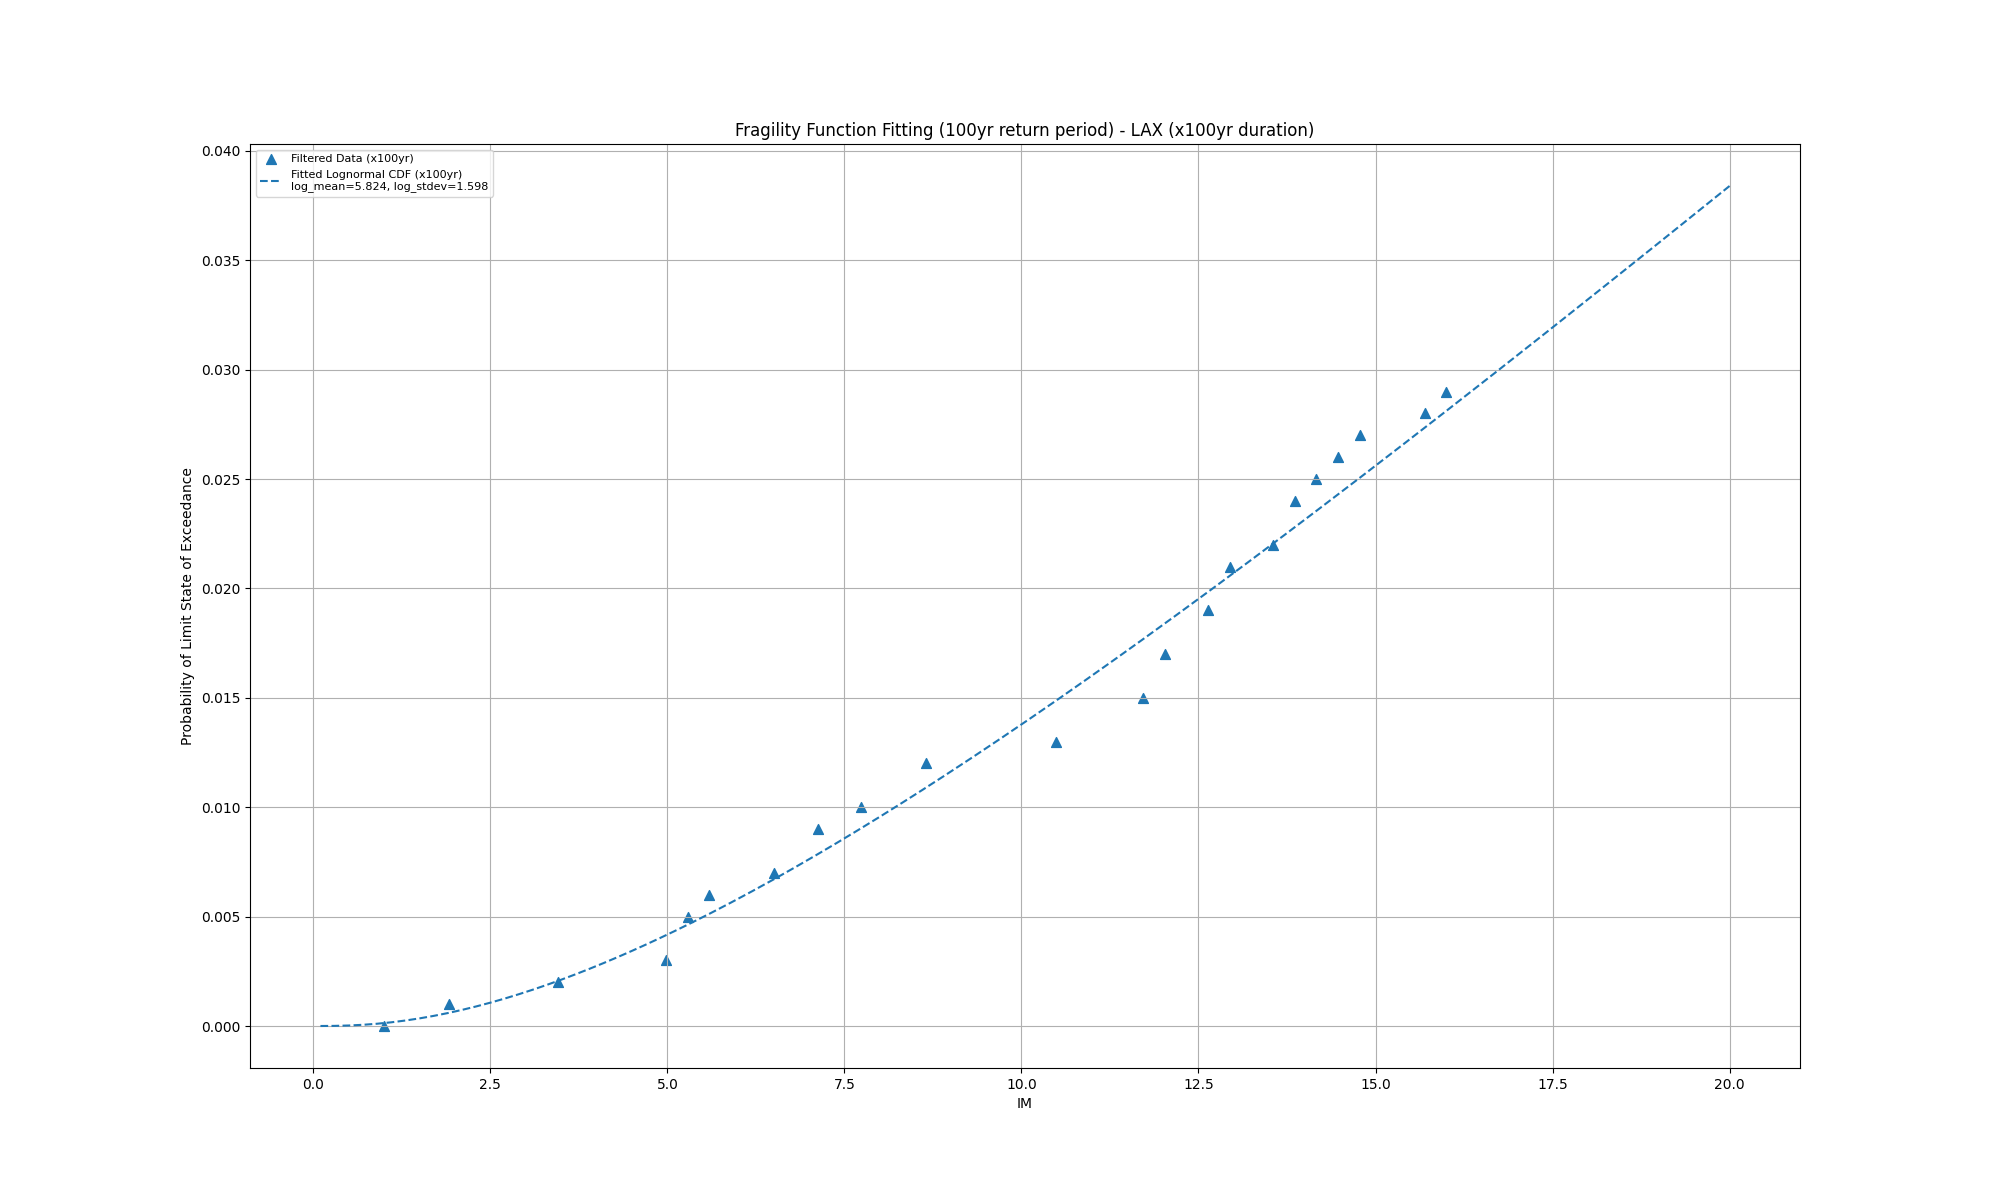 Fragility Function Fitting (100yr return period) - LAX (x100yr duration)
Filtered Data (x100yr)
Fitted Lognormal CDF (x100yr)
log_mean=5.824, log_stdev=1.598
0.040
0.035
0.030
0.025
0.020
0.015
0.010
0.005
0.000
Probability of Limit State of Exceedance
0.0 2.5 5.0 7.5 10.0 12.5 15.0 17.5 20.0
IM